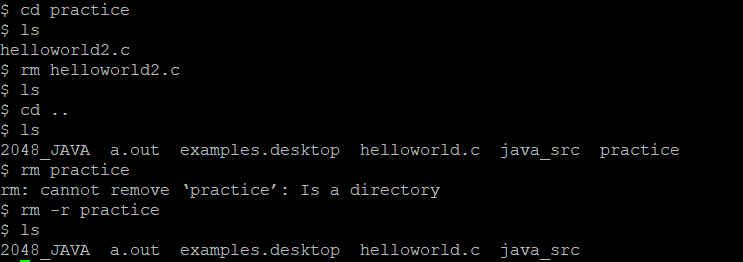 $ cd practice
$ ls
helloworld2.c
$ rm helloworld2.c
$ ls
$ cd ..
$ ls
2048_JAVA  a.out  examples.desktop  helloworld.c  java_src  practice
$ rm practice
rm: cannot remove ‘practice’: Is a directory
$ rm -r practice
$ ls
2048_JAVA  a.out  examples.desktop  helloworld.c  java_src